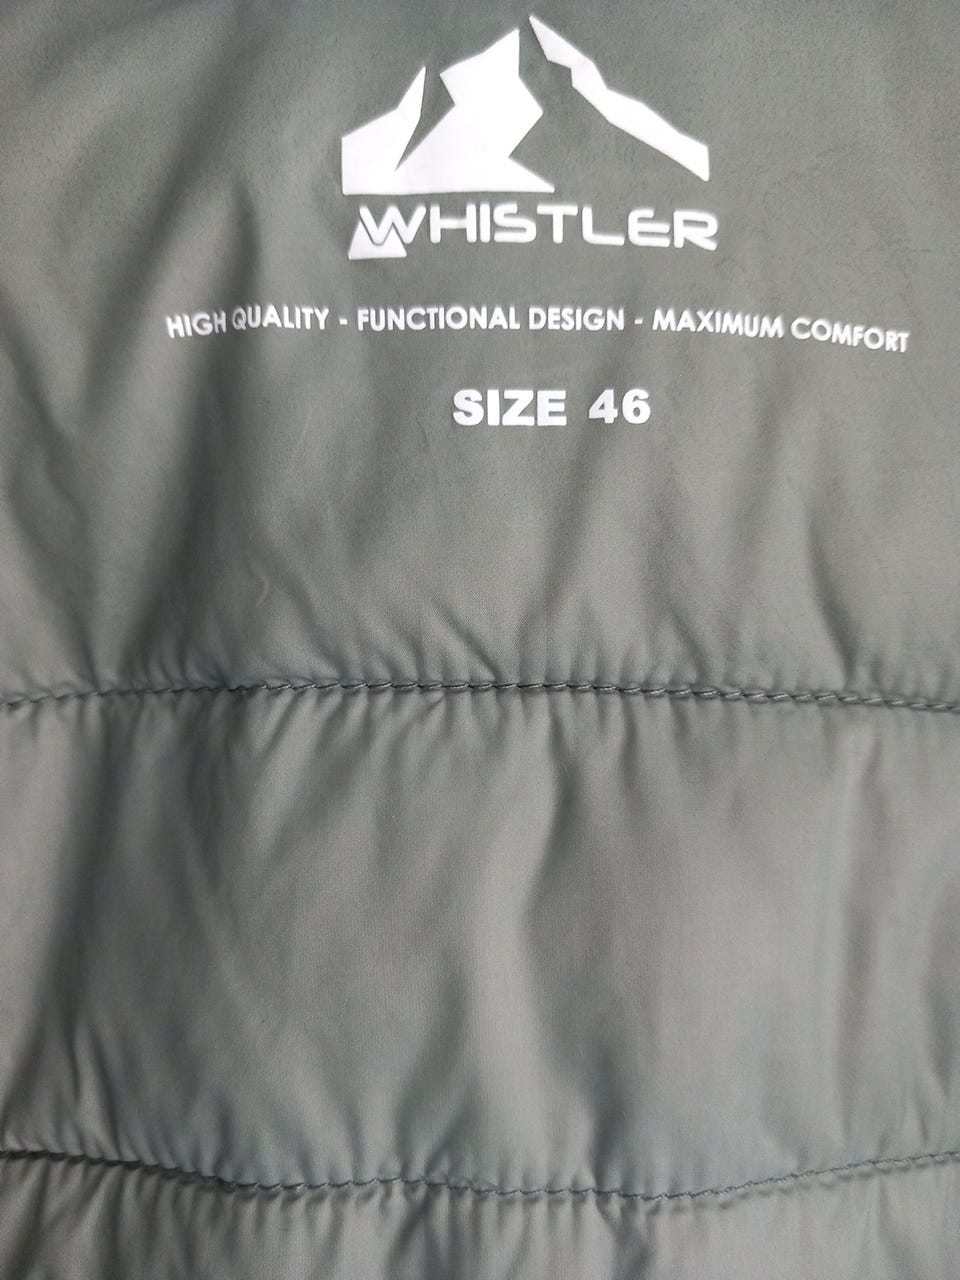 WHISTLER
HIGH QUALITY - FUNCTIONAL DESIGN - MAXIMUM COMFORT
SIZE 46